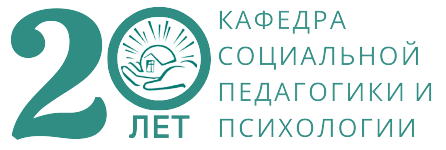 20
ЛЕТ
КАФЕДРА
СОЦИАЛЬНОЙ
ПЕДАГОГИКИ И
ПСИХОЛОГИИ